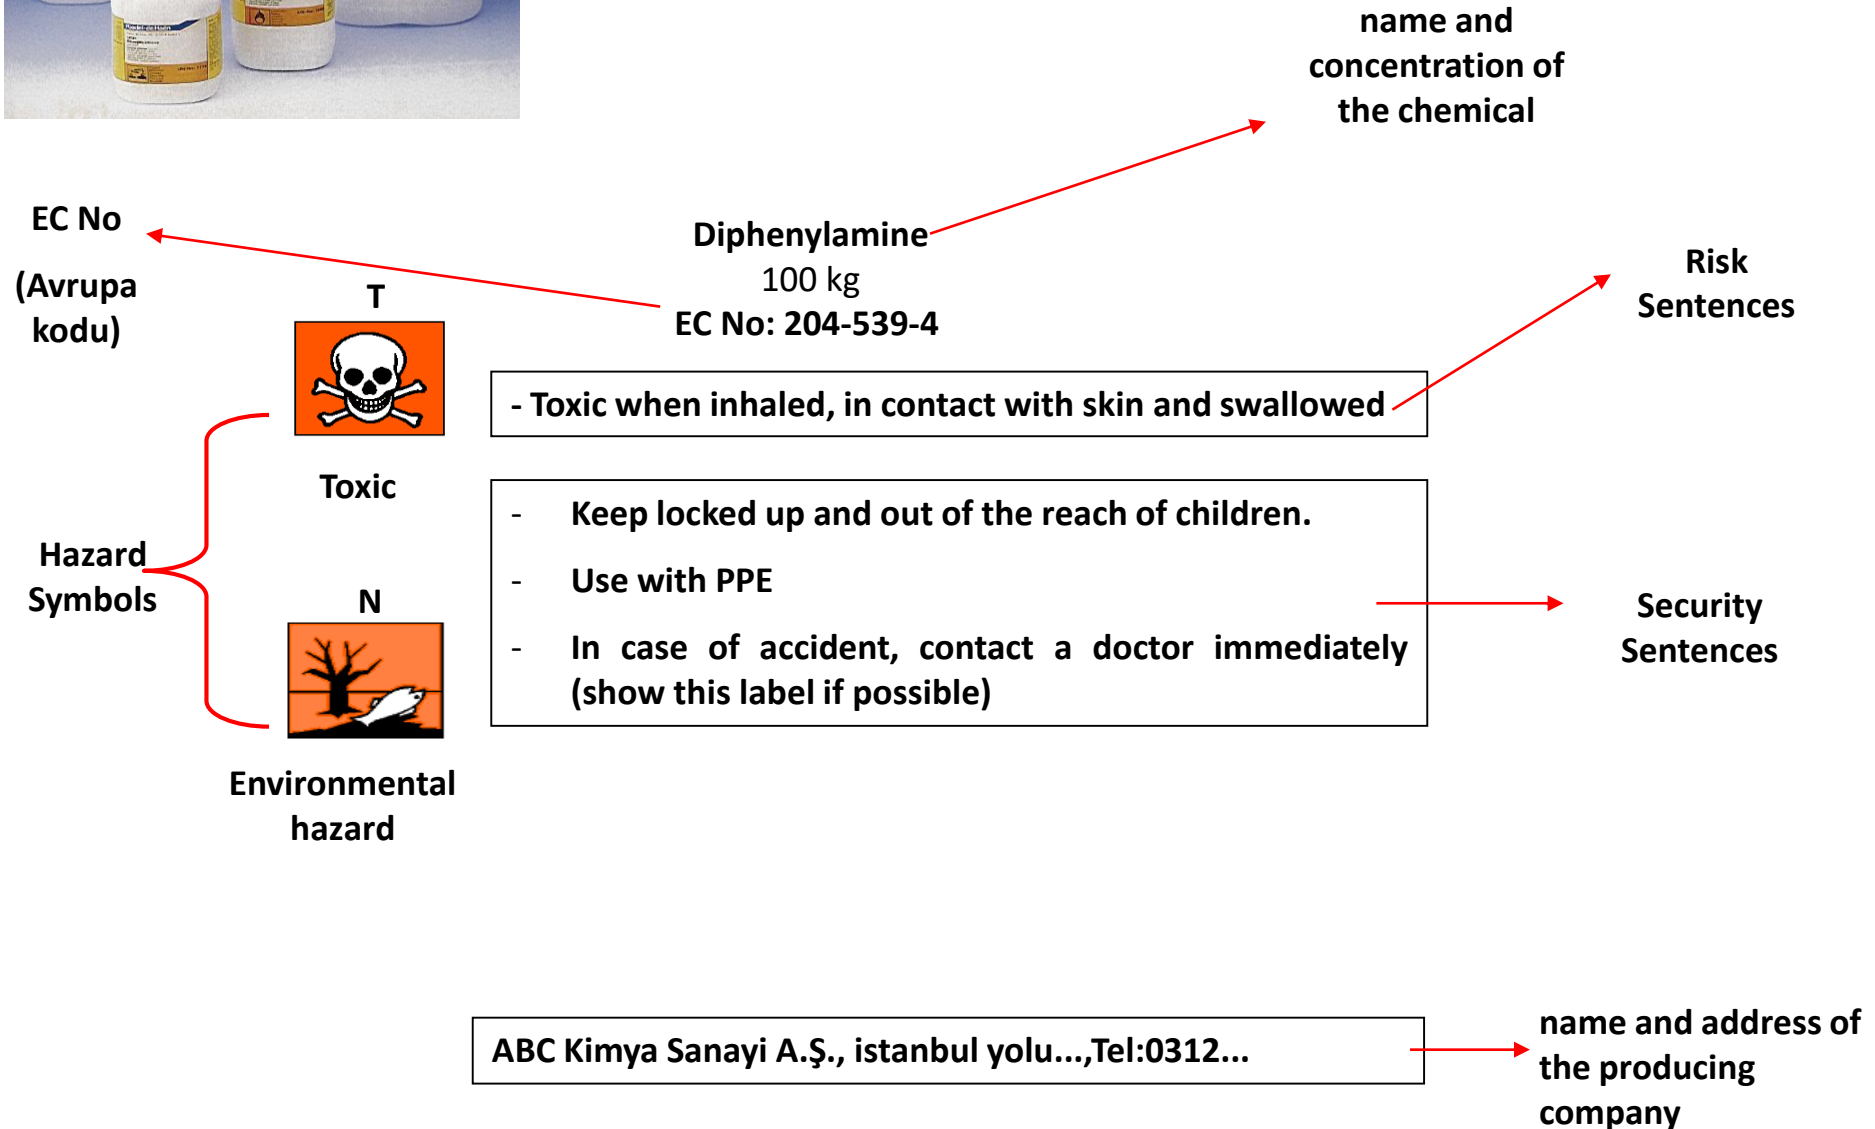 name and
concentration of
the chemical
EC No
(Avrupa
kodu)
Diphenylamine
100 kg
EC No: 204-539-4
Risk
Sentences
T
- Toxic when inhaled, in contact with skin and swallowed
Toxic
Hazard
Symbols
- Keep locked up and out of the reach of children.
- Use with PPE
- In case of accident, contact a doctor immediately
(show this label if possible)
Security
Sentences
N
Environmental
hazard
ABC Kimya Sanayi A.Ş., istanbul yolu...,Tel:0312...
name and address of
the producing
company